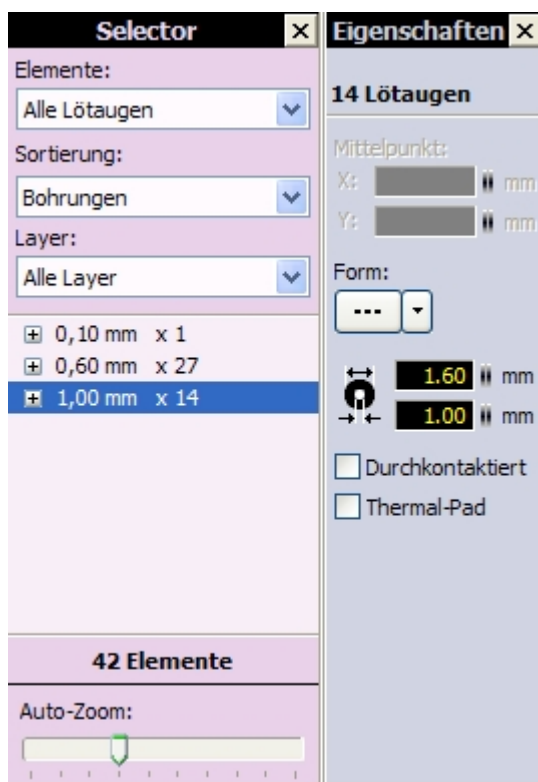 Selector
Elemente:
Alle Lötaugen
Sortierung:
Bohrungen
Layer:
Alle Layer
0,10 mm x 1
0,60 mm x 27
1,00 mm x 14
42 Elemente
Auto-Zoom:
Eigenschaften
14 Lötaugen
Mittelpunkt:
X: mm
Y: mm
Form:
---
1.60 mm
1.00 mm
Durchkontaktiert
Thermal-Pad